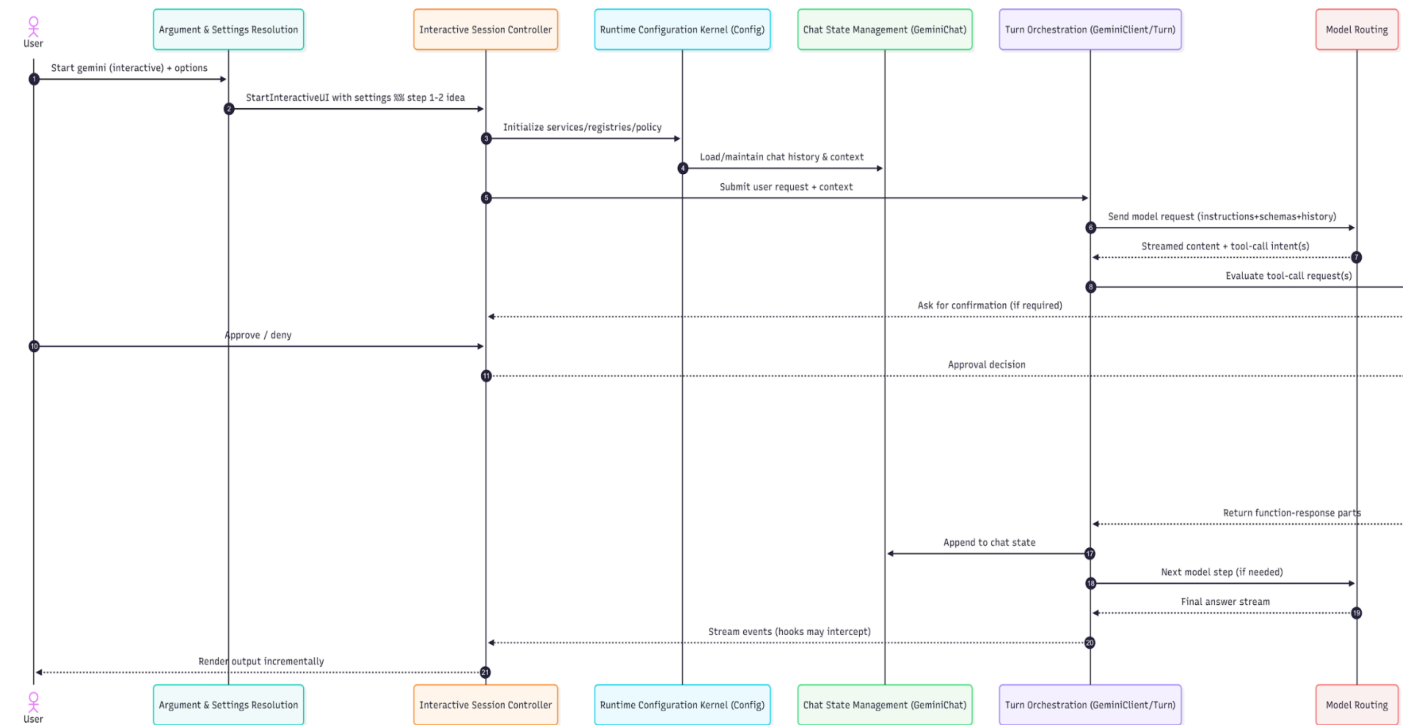 User
Argument & Settings Resolution
Interactive Session Controller
Runtime Configuration Kernel (Config)
Chat State Management (GeminiChat)
Turn Orchestration (GeminiClient/Turn)
Model Routing
1
Start gemini (interactive) + options
2
StartInteractiveUI with settings %% step 1-2 idea
3
Initialize services/registries/policy
4
Load/maintain chat history & context
5
Submit user request + context
6
Send model request (instructions+schemas+history)
7
Streamed content + tool-call intent(s)
8
Evaluate tool-call request(s)
Ask for confirmation (if required)
10
Approve / deny
11
Approval decision
Return function-response parts
17
Append to chat state
18
Next model step (if needed)
19
Final answer stream
20
Stream events (hooks may intercept)
21
Render output incrementally
User
Argument & Settings Resolution
Interactive Session Controller
Runtime Configuration Kernel (Config)
Chat State Management (GeminiChat)
Turn Orchestration (GeminiClient/Turn)
Model Routing